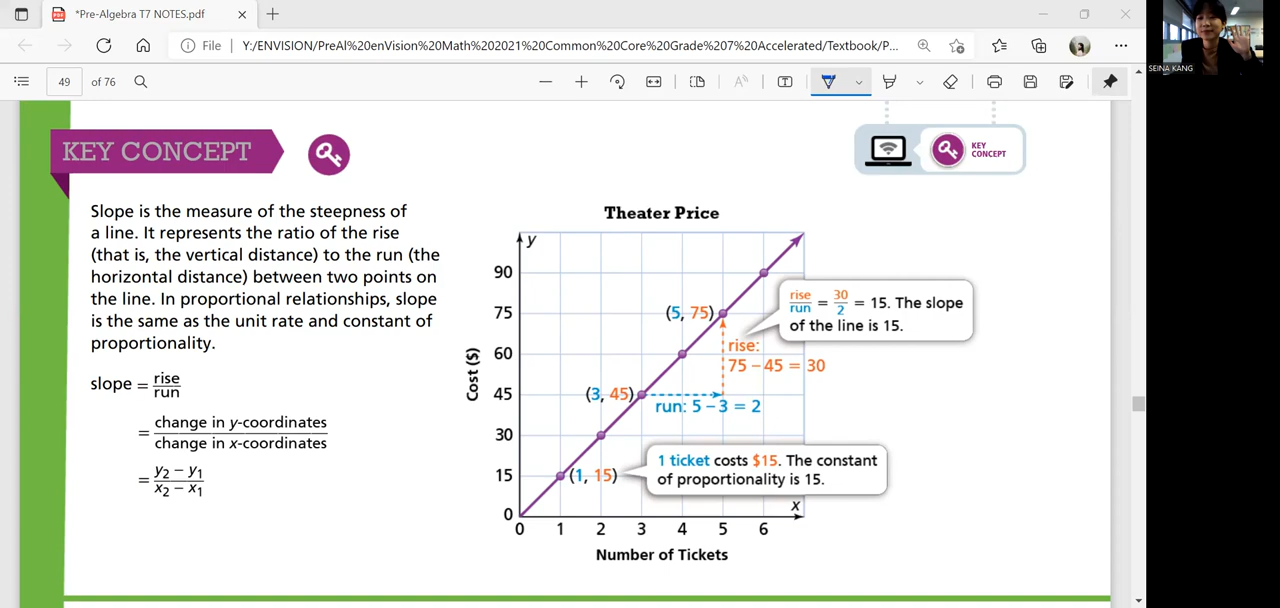 *Pre-Algebra T7 NOTES.pdf
File
Y:/ENVISION/PreAl%20enVision%20Math%202021%20Common%20Core%20Grade%207%20Accelerated/Textbook/P...
SEINA KANG
49 of 76
KEY CONCEPT
KEY
CONCEPT
Slope is the measure of the steepness of
a line. It represents the ratio of the rise
(that is, the vertical distance) to the run (the
horizontal distance) between two points on
the line. In proportional relationships, slope
is the same as the unit rate and constant of
proportionality.
slope = rise/run
= change in y-coordinates/change in x-coordinates
= y₂ − y₁/x₂ − x₁
Theater Price
y
90
75
60
45
30
15
0
Cost ($)
(5, 75)
(3, 45)
(1, 15)
rise/run = 30/2 = 15. The slope
of the line is 15.
rise:
75 − 45 = 30
run: 5 − 3 = 2
1 ticket costs $15. The constant
of proportionality is 15.
x
0 1 2 3 4 5 6
Number of Tickets